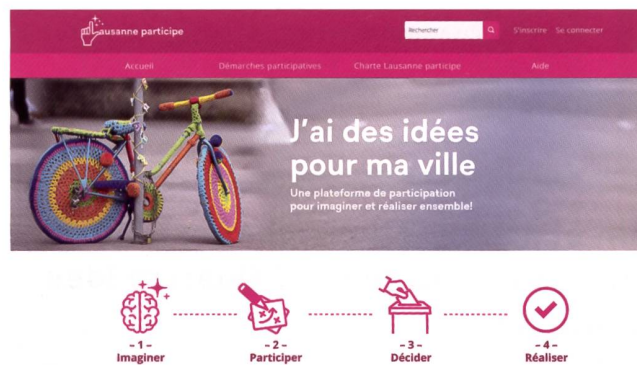 Lausanne participe
Rechercher
S'inscrire Se connecter
Accueil Démarches participatives Charte Lausanne participe Aide
J'ai des idées
pour ma ville
Une plateforme de participation
pour imaginer et réaliser ensemble!
– 1 –
Imaginer
– 2 –
Participer
– 3 –
Décider
– 4 –
Réaliser